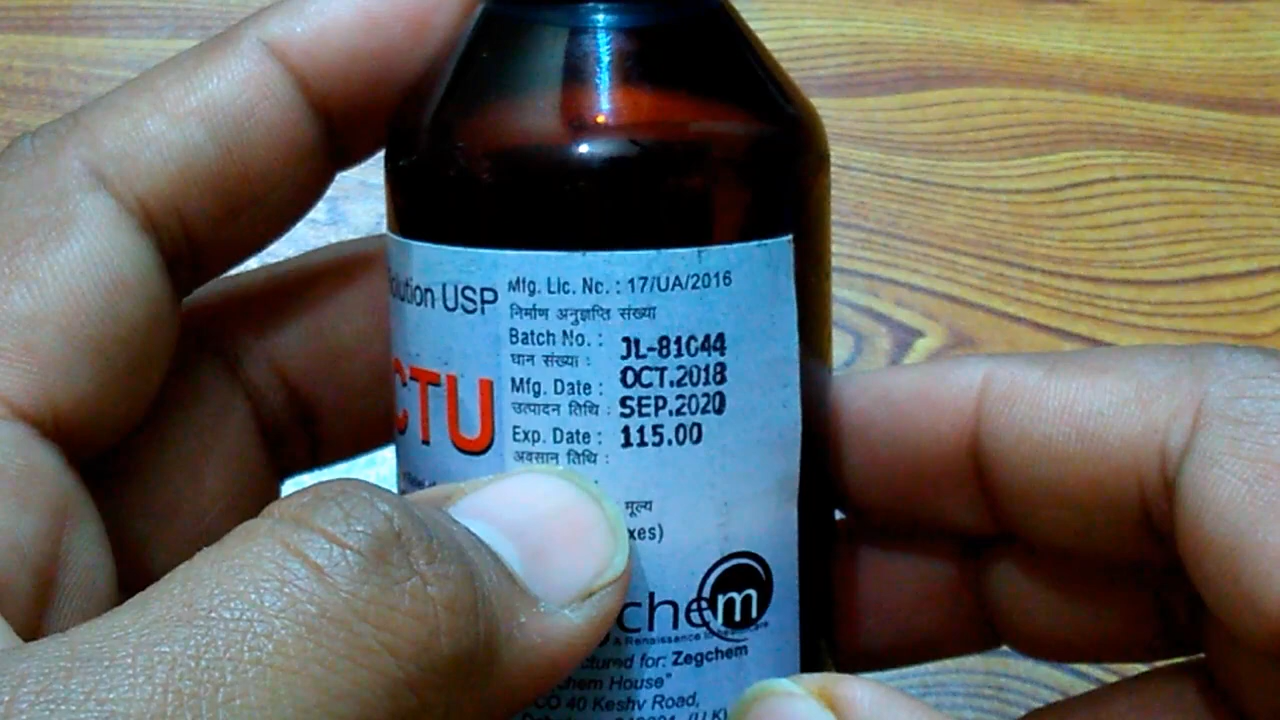 Solution USP
CTU
Mfg. Lic. No. : 17/UA/2016
निर्माण अनुज्ञप्ति संख्या
Batch No. : JL-81044
घान संख्या :
Mfg. Date : OCT.2018
उत्पादन तिथि : SEP.2020
Exp. Date : 115.00
अवसान तिथि :
मूल्य
xes)
chem
A Renaissance
ctured for: Zegchem
chem House"
CO 40 Keshv Road,
(U.K)